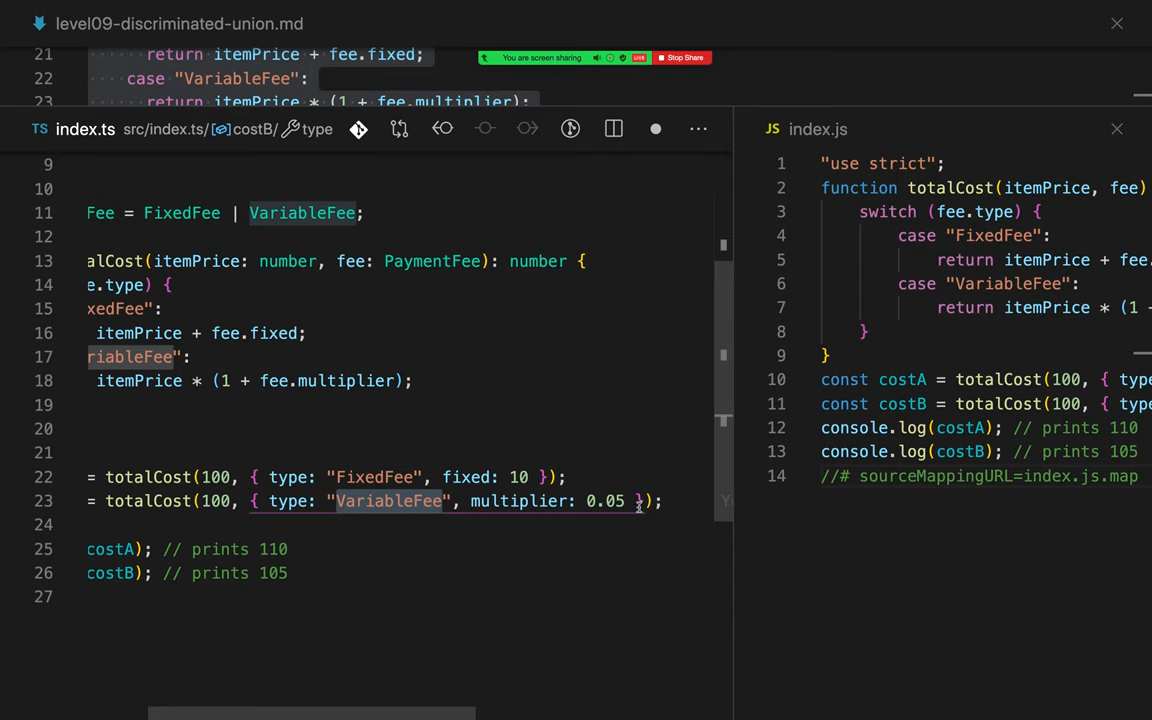 level09-discriminated-union.md
21 return itemPrice + fee.fixed;
You are screen sharing LIVE Stop Share
22 case "VariableFee":
23 return itemPrice * (1 + fee.multiplier);
TS index.ts src/index.ts/costB/type
9
10
11 Fee = FixedFee | VariableFee;
12
13 alCost(itemPrice: number, fee: PaymentFee): number {
14 e.type) {
15 xedFee":
16 itemPrice + fee.fixed;
17 riableFee":
18 itemPrice * (1 + fee.multiplier);
19
20
21
22 = totalCost(100, { type: "FixedFee", fixed: 10 });
23 = totalCost(100, { type: "VariableFee", multiplier: 0.05 });
24
25 costA); // prints 110
26 costB); // prints 105
27
JS index.js
1 "use strict";
2 function totalCost(itemPrice, fee)
3 switch (fee.type) {
4 case "FixedFee":
5 return itemPrice + fee.
6 case "VariableFee":
7 return itemPrice * (1
8 }
9 }
10 const costA = totalCost(100, { type
11 const costB = totalCost(100, { type
12 console.log(costA); // prints 110
13 console.log(costB); // prints 105
14 //# sourceMappingURL=index.js.map